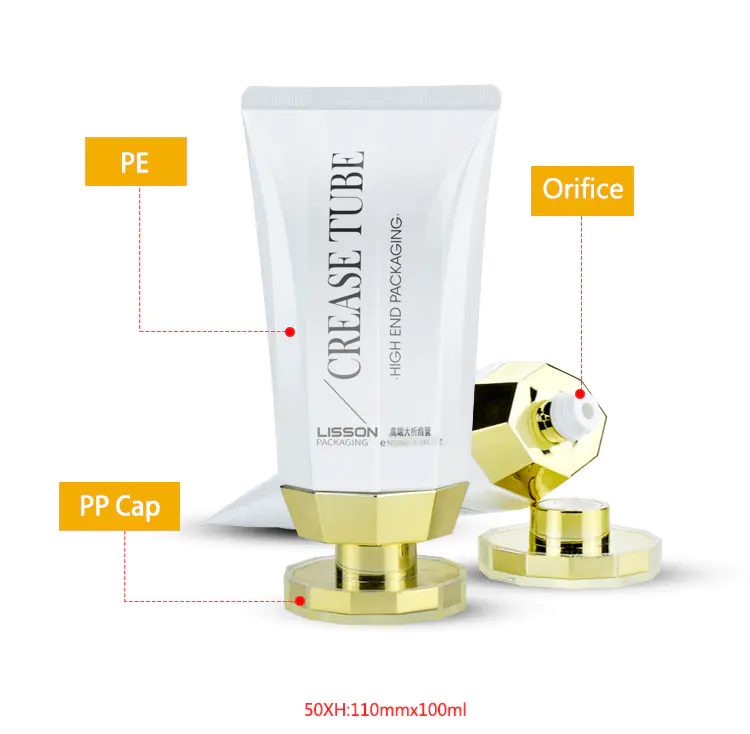 PE
Orifice
CREASE TUBE
·HIGH END PACKAGING·
LISSON
PACKAGING
高端大折痕管
PP Cap
50XH:110mmx100ml